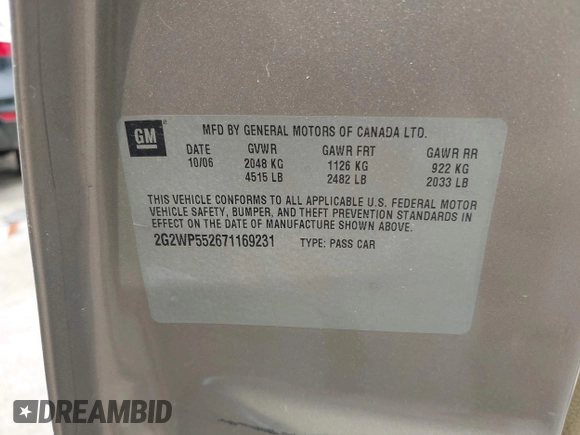 GM MFD BY GENERAL MOTORS OF CANADA LTD.
DATE GVWR GAWR FRT GAWR RR
10/06 2048 KG 1126 KG 922 KG
4515 LB 2482 LB 2033 LB
THIS VEHICLE CONFORMS TO ALL APPLICABLE U.S. FEDERAL MOTOR
VEHICLE SAFETY, BUMPER, AND THEFT PREVENTION STANDARDS IN
EFFECT ON THE DATE OF MANUFACTURE SHOWN ABOVE.
2G2WP552671169231 TYPE: PASS CAR
DREAMBID